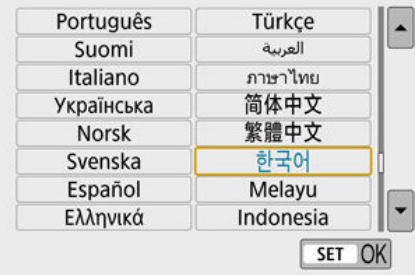 Português Türkçe
Suomi العربية
Italiano ภาษาไทย
Українська 简体中文
Norsk 繁體中文
Svenska 한국어
Español Melayu
Ελληνικά Indonesia
SET OK